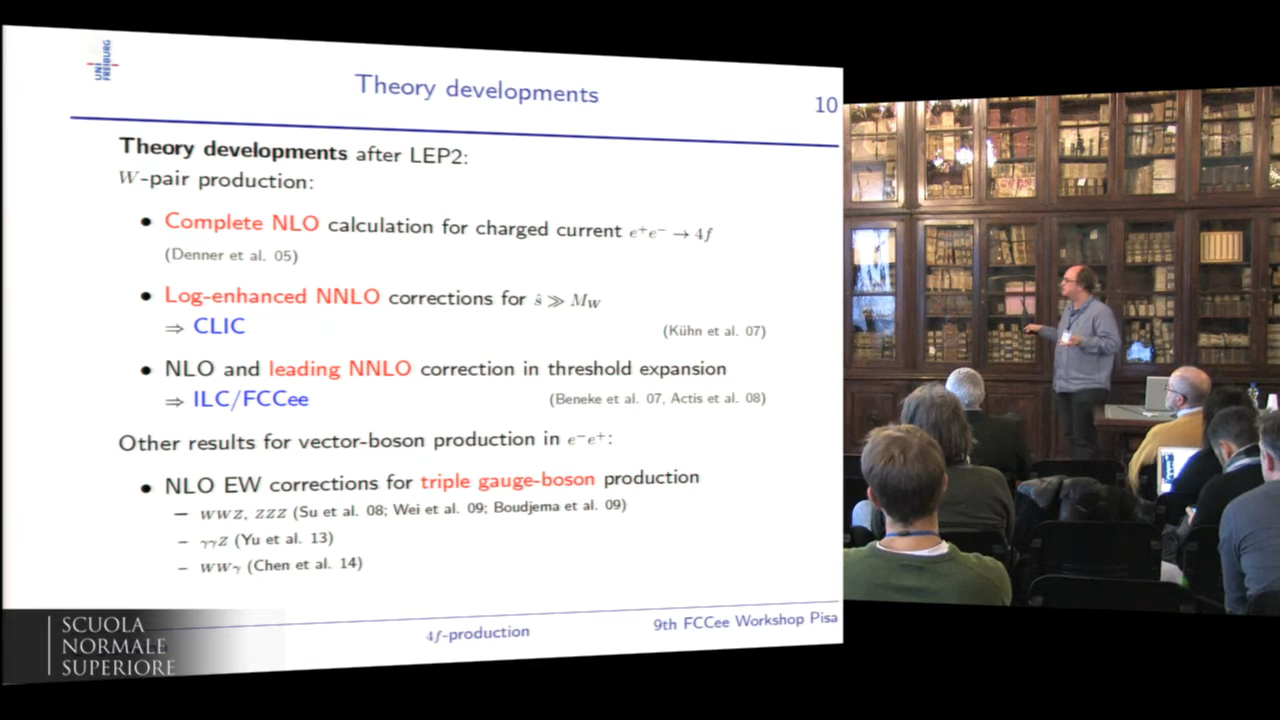 UNI
FREIBURG
Theory developments
10
Theory developments after LEP2:
W-pair production:
• Complete NLO calculation for charged current e⁺e⁻ → 4f
(Denner et al. 05)
• Log-enhanced NNLO corrections for ŝ ≫ M_W
⇒ CLIC (Kühn et al. 07)
• NLO and leading NNLO correction in threshold expansion
⇒ ILC/FCCee (Beneke et al. 07, Actis et al. 08)
Other results for vector-boson production in e⁻e⁺:
• NLO EW corrections for triple gauge-boson production
– WWZ, ZZZ (Su et al. 08; Wei et al. 09; Boudjema et al. 09)
– γγZ (Yu et al. 13)
– WWγ (Chen et al. 14)
4f-production
9th FCCee Workshop Pisa
SCUOLA
NORMALE
SUPERIORE